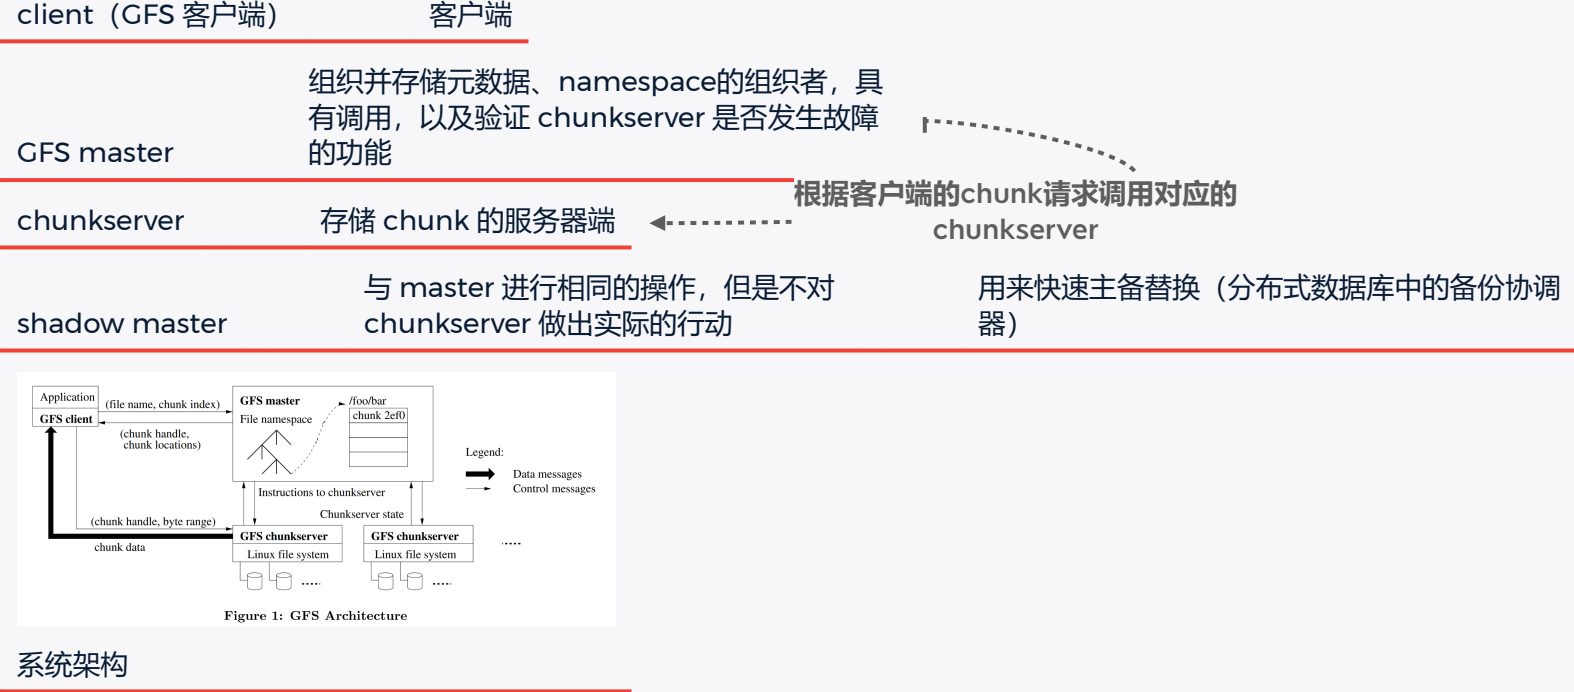 client（GFS 客户端） 客户端
组织并存储元数据、namespace的组织者，具
有调用，以及验证 chunkserver 是否发生故障
的功能
GFS master
根据客户端的chunk请求调用对应的
chunkserver
chunkserver 存储 chunk 的服务器端
与 master 进行相同的操作，但是不对
chunkserver 做出实际的行动
用来快速主备替换（分布式数据库中的备份协调
器）
shadow master
Application
GFS client
(file name, chunk index)
(chunk handle,
chunk locations)
GFS master
File namespace
/foo/bar
chunk 2ef0
Legend:
Data messages
Control messages
Instructions to chunkserver
Chunkserver state
(chunk handle, byte range)
chunk data
GFS chunkserver
Linux file system
GFS chunkserver
Linux file system
Figure 1: GFS Architecture
系统架构